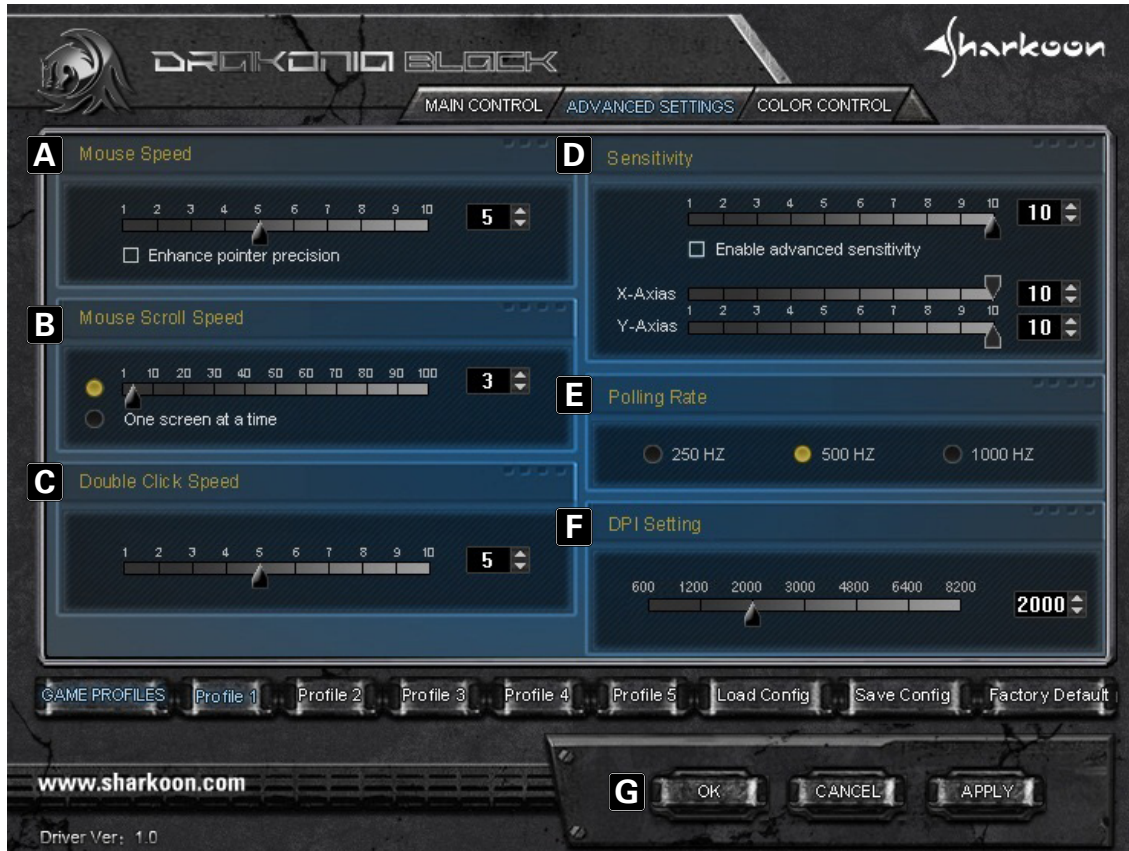 DRAKONIA BLACK
Sharkoon
MAIN CONTROL ADVANCED SETTINGS COLOR CONTROL
A Mouse Speed
1 2 3 4 5 6 7 8 9 10
5
Enhance pointer precision
B Mouse Scroll Speed
1 10 20 30 40 50 60 70 80 90 100
3
One screen at a time
C Double Click Speed
1 2 3 4 5 6 7 8 9 10
5
D Sensitivity
1 2 3 4 5 6 7 8 9 10
10
Enable advanced sensitivity
X-Axias
10
1 2 3 4 5 6 7 8 9 10
Y-Axias
10
E Polling Rate
250 HZ 500 HZ 1000 HZ
F DPI Setting
600 1200 2000 3000 4800 6400 8200
2000
GAME PROFILES Profile 1 Profile 2 Profile 3 Profile 4 Profile 5 Load Config Save Config Factory Default
www.sharkoon.com
G OK CANCEL APPLY
Driver Ver: 1.0